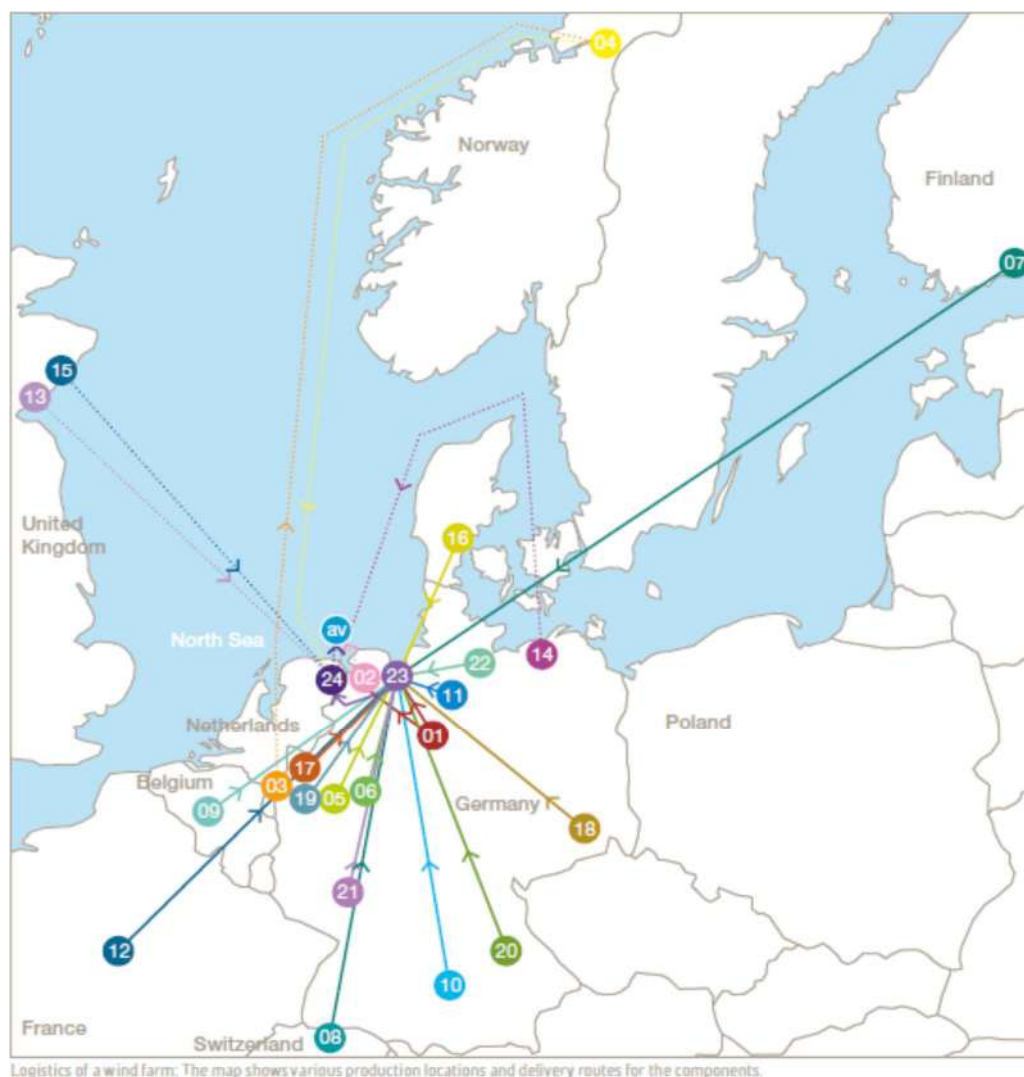 04
Norway
Finland
07
15
13
United
Kingdom
16
North Sea
av
14
24
02
23
22
11
Netherlands
01
Poland
17
Belgium
03
19
05
06
Germany
09
18
21
12
20
10
France
08
Switzerland
Logistics of a wind farm: The map shows various production locations and delivery routes for the components.